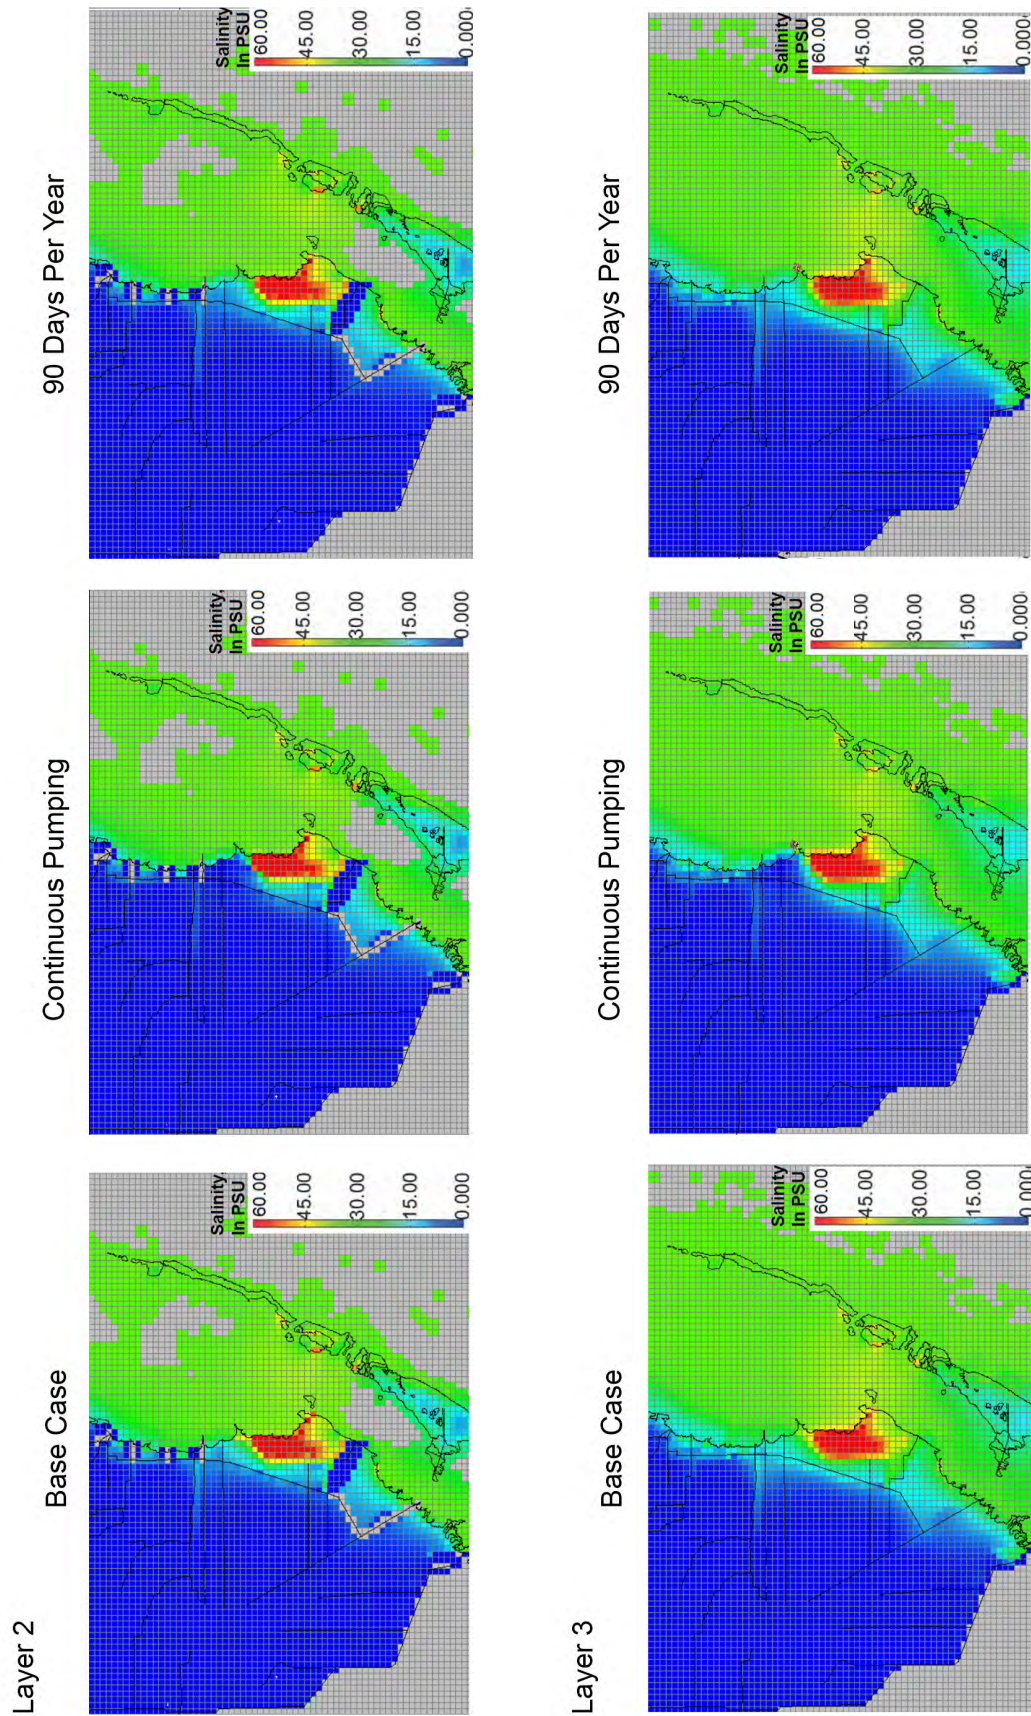 Layer 2
Base Case
Continuous Pumping
90 Days Per Year
Salinity
In PSU
60.00
45.00
30.00
15.00
0.000
Salinity
In PSU
60.00
45.00
30.00
15.00
0.000
Salinity
In PSU
60.00
45.00
30.00
15.00
0.000
Layer 3
Base Case
Continuous Pumping
90 Days Per Year
Salinity
In PSU
60.00
45.00
30.00
15.00
0.000
Salinity
In PSU
60.00
45.00
30.00
15.00
0.000
Salinity
In PSU
60.00
45.00
30.00
15.00
0.000